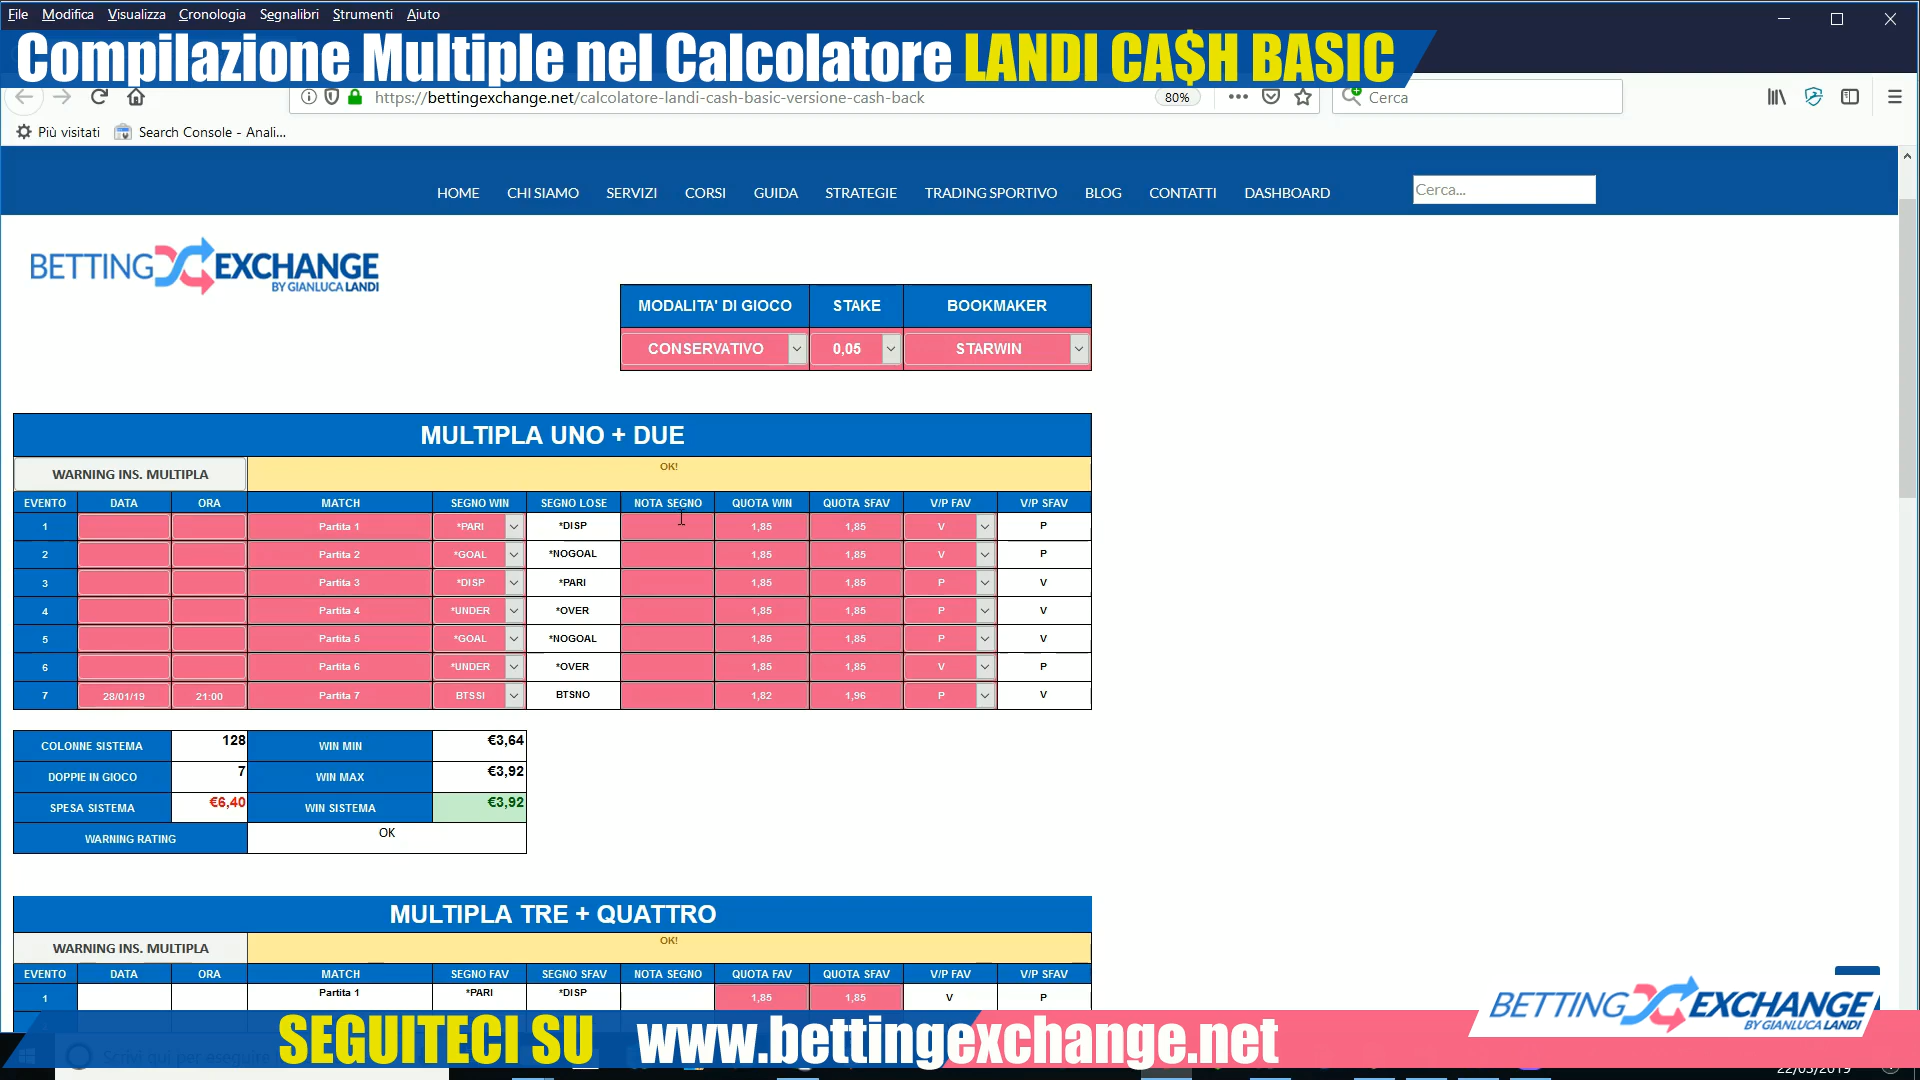 File Modifica Visualizza Cronologia Segnalibri Strumenti Aiuto
Compilazione Multiple nel Calcolatore LANDI CA$H BASIC
https://bettingexchange.net/calcolatore-landi-cash-basic-versione-cash-back 80% Cerca
Più visitati Search Console - Anali...
HOME CHI SIAMO SERVIZI CORSI GUIDA STRATEGIE TRADING SPORTIVO BLOG CONTATTI DASHBOARD Cerca...
BETTING EXCHANGE
BY GIANLUCA LANDI
MODALITA' DI GIOCO STAKE BOOKMAKER
CONSERVATIVO 0,05 STARWIN
MULTIPLA UNO + DUE
WARNING INS. MULTIPLA OK!
EVENTO DATA ORA MATCH SEGNO WIN SEGNO LOSE NOTA SEGNO QUOTA WIN QUOTA SFAV V/P FAV V/P SFAV
1 Partita 1 *PARI *DISP 1,85 1,85 V P
2 Partita 2 *GOAL *NOGOAL 1,85 1,85 V P
3 Partita 3 *DISP *PARI 1,85 1,85 P V
4 Partita 4 *UNDER *OVER 1,85 1,85 P V
5 Partita 5 *GOAL *NOGOAL 1,85 1,85 P V
6 Partita 6 *UNDER *OVER 1,85 1,85 V P
7 28/01/19 21:00 Partita 7 BTSSI BTSNO 1,82 1,96 P V
COLONNE SISTEMA 128 WIN MIN €3,64
DOPPIE IN GIOCO 7 WIN MAX €3,92
SPESA SISTEMA €6,40 WIN SISTEMA €3,92
WARNING RATING OK
MULTIPLA TRE + QUATTRO
WARNING INS. MULTIPLA OK!
EVENTO DATA ORA MATCH SEGNO FAV SEGNO SFAV NOTA SEGNO QUOTA FAV QUOTA SFAV V/P FAV V/P SFAV
1 Partita 1 *PARI *DISP 1,85 1,85 V P
BETTING EXCHANGE
BY GIANLUCA LANDI
SEGUITECI SU www.bettingexchange.net